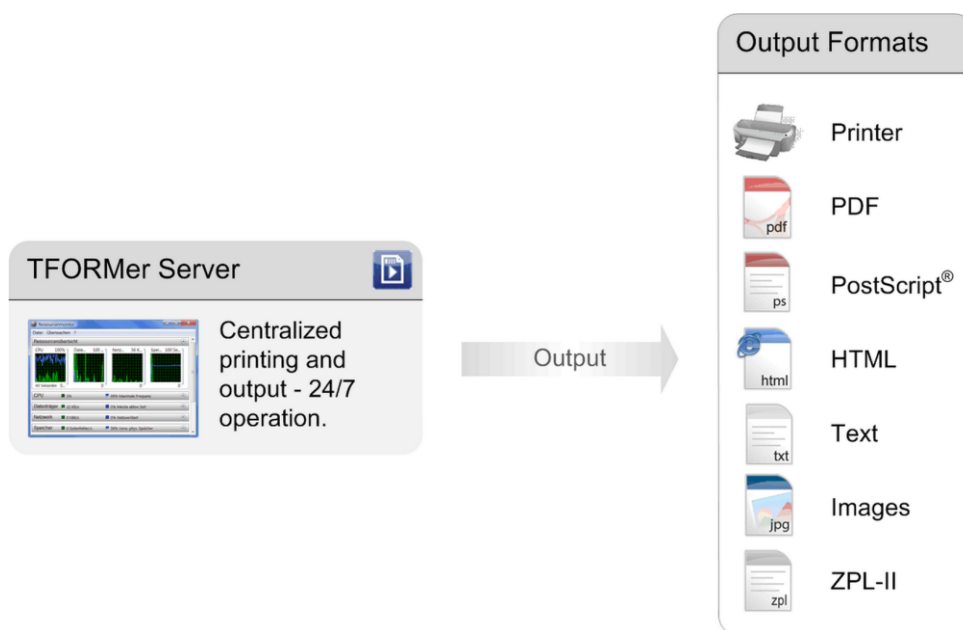 Output Formats
Printer
pdf
PDF
ps
PostScript®
TFORMer Server
Centralized
printing and
output - 24/7
operation.
Output
html
HTML
txt
Text
jpg
Images
zpl
ZPL-II